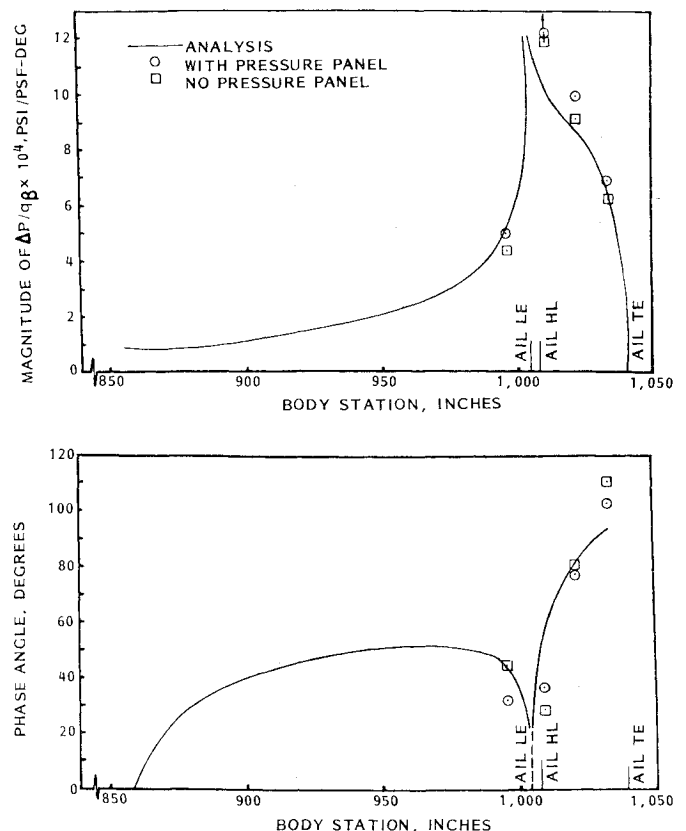 12
10
8
6
4
2
0
MAGNITUDE OF ΔP/qβ × 10⁴, PSI/PSF-DEG
ANALYSIS
WITH PRESSURE PANEL
NO PRESSURE PANEL
AIL LE
AIL HL
AIL TE
850 900 950 1,000 1,050
BODY STATION, INCHES
120
100
80
60
40
20
0
PHASE ANGLE, DEGREES
AIL LE
AIL HL
AIL TE
850 900 950 1,000 1,050
BODY STATION, INCHES